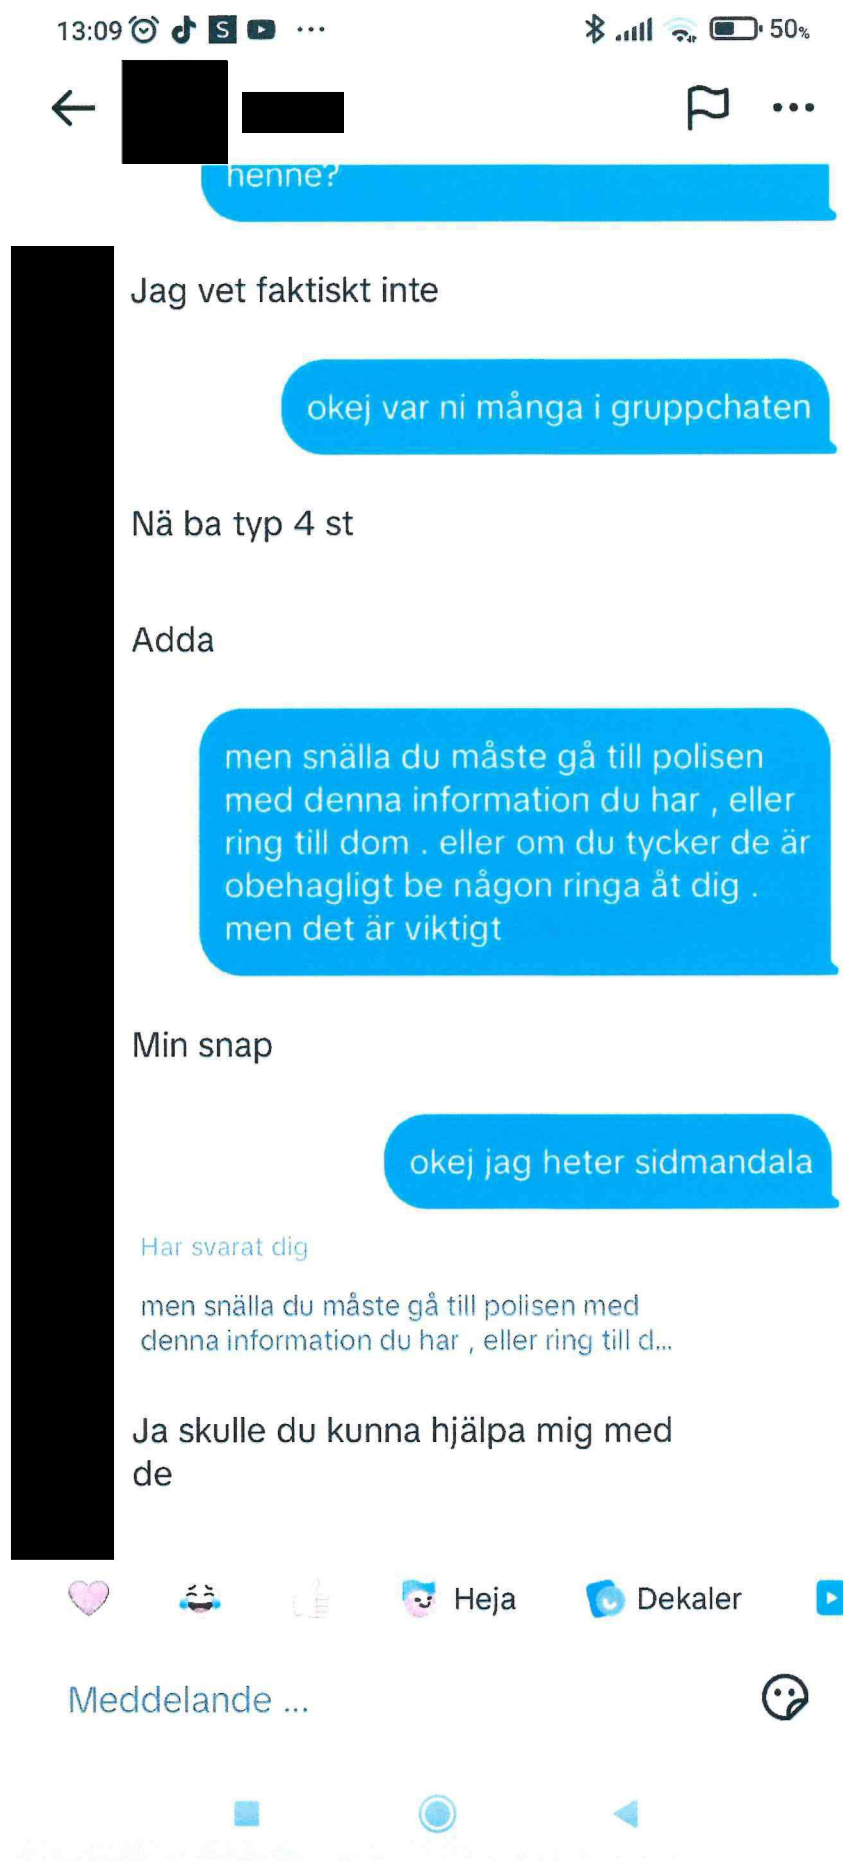 13:09
S
50%
henne?
Jag vet faktiskt inte
okej var ni många i gruppchaten
Nä ba typ 4 st
Adda
men snälla du måste gå till polisen
med denna information du har , eller
ring till dom . eller om du tycker de är
obehagligt be någon ringa åt dig .
men det är viktigt
Min snap
okej jag heter sidmandala
Har svarat dig
men snälla du måste gå till polisen med
denna information du har , eller ring till d...
Ja skulle du kunna hjälpa mig med
de
Heja
Dekaler
Meddelande ...